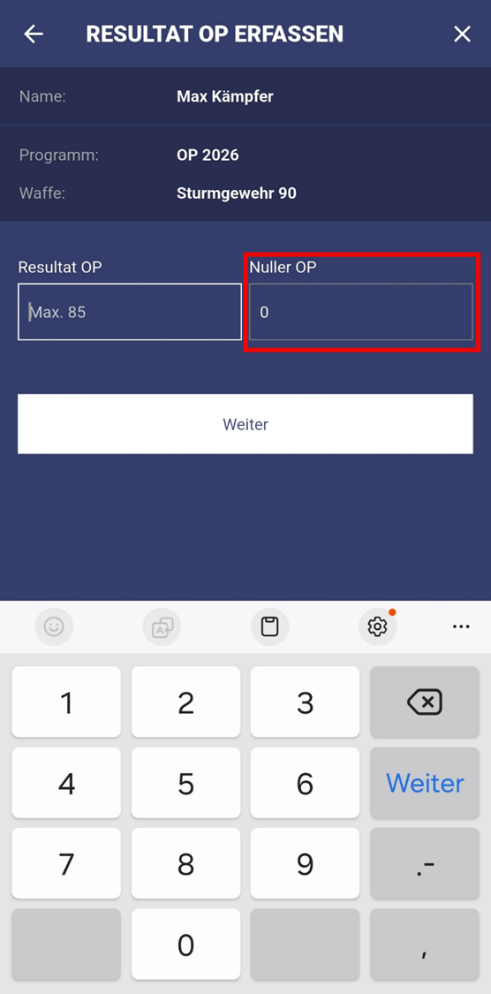 RESULTAT OP ERFASSEN
Name: Max Kämpfer
Programm: OP 2026
Waffe: Sturmgewehr 90
Resultat OP Nuller OP
Max. 85 0
Weiter
1 2 3
4 5 6 Weiter
7 8 9 .-
0 ,